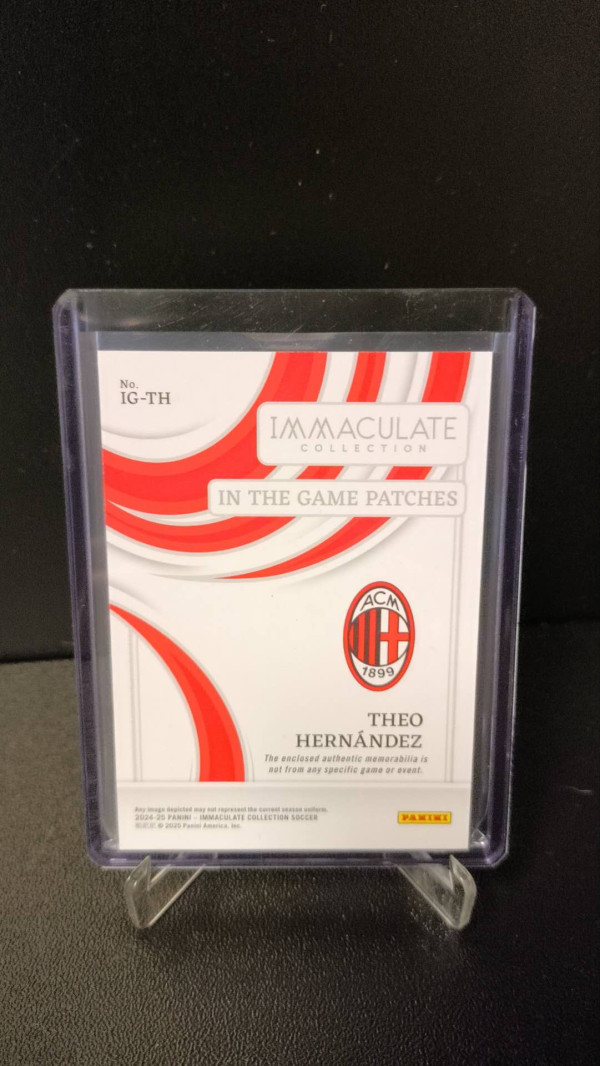 No.
IG-TH
IMMACULATE
COLLECTION
IN THE GAME PATCHES
ACM
1899
THEO
HERNÁNDEZ
The enclosed authentic memorabilia is
not from any specific game or event.
Any image depicted may not represent the current season uniform.
2024-25 PANINI – IMMACULATE COLLECTION SOCCER
© 2025 Panini America, Inc.
PANINI